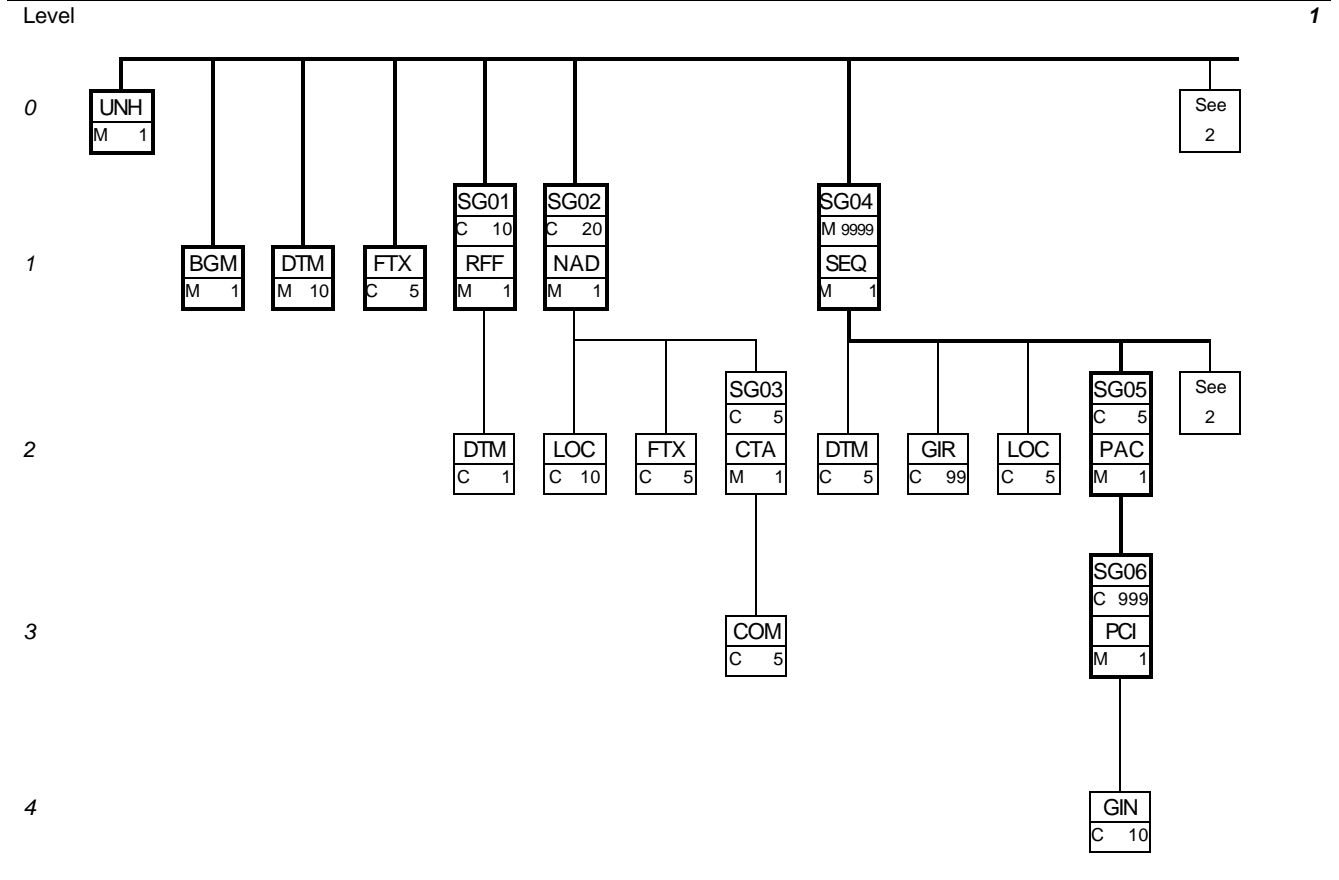 Level 1
0
UNH
M 1
See
2
SG01
C 10
SG02
C 20
SG04
M 9999
1
BGM
M 1
DTM
M 10
FTX
C 5
RFF
M 1
NAD
M 1
SEQ
M 1
SG03
C 5
SG05
C 5
See
2
2
DTM
C 1
LOC
C 10
FTX
C 5
CTA
M 1
DTM
C 5
GIR
C 99
LOC
C 5
PAC
M 1
SG06
C 999
3
COM
C 5
PCI
M 1
4
GIN
C 10